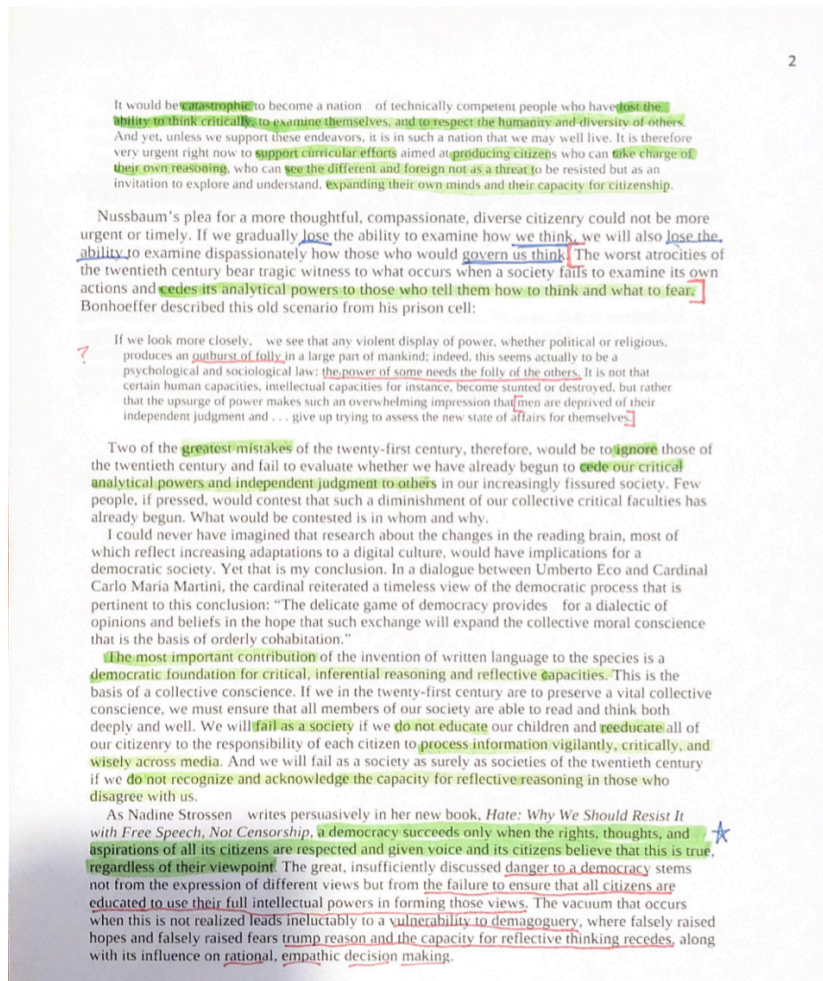 2
It would be catastrophic to become a nation of technically competent people who have lost the
ability to think critically, to examine themselves, and to respect the humanity and diversity of others.
And yet, unless we support these endeavors, it is in such a nation that we may well live. It is therefore
very urgent right now to support curricular efforts aimed at producing citizens who can take charge of
their own reasoning, who can see the different and foreign not as a threat to be resisted but as an
invitation to explore and understand, expanding their own minds and their capacity for citizenship.
Nussbaum's plea for a more thoughtful, compassionate, diverse citizenry could not be more
urgent or timely. If we gradually lose the ability to examine how we think, we will also lose the
ability to examine dispassionately how those who would govern us think. The worst atrocities of
the twentieth century bear tragic witness to what occurs when a society fails to examine its own
actions and cedes its analytical powers to those who tell them how to think and what to fear.
Bonhoeffer described this old scenario from his prison cell:
If we look more closely, we see that any violent display of power, whether political or religious,
? produces an outburst of folly in a large part of mankind; indeed, this seems actually to be a
psychological and sociological law: the power of some needs the folly of the others. It is not that
certain human capacities, intellectual capacities for instance, become stunted or destroyed, but rather
that the upsurge of power makes such an overwhelming impression that men are deprived of their
independent judgment and . . . give up trying to assess the new state of affairs for themselves.
Two of the greatest mistakes of the twenty-first century, therefore, would be to ignore those of
the twentieth century and fail to evaluate whether we have already begun to cede our critical
analytical powers and independent judgment to others in our increasingly fissured society. Few
people, if pressed, would contest that such a diminishment of our collective critical faculties has
already begun. What would be contested is in whom and why.
I could never have imagined that research about the changes in the reading brain, most of
which reflect increasing adaptations to a digital culture, would have implications for a
democratic society. Yet that is my conclusion. In a dialogue between Umberto Eco and Cardinal
Carlo Maria Martini, the cardinal reiterated a timeless view of the democratic process that is
pertinent to this conclusion: "The delicate game of democracy provides for a dialectic of
opinions and beliefs in the hope that such exchange will expand the collective moral conscience
that is the basis of orderly cohabitation."
The most important contribution of the invention of written language to the species is a
democratic foundation for critical, inferential reasoning and reflective capacities. This is the
basis of a collective conscience. If we in the twenty-first century are to preserve a vital collective
conscience, we must ensure that all members of our society are able to read and think both
deeply and well. We will fail as a society if we do not educate our children and reeducate all of
our citizenry to the responsibility of each citizen to process information vigilantly, critically, and
wisely across media. And we will fail as a society as surely as societies of the twentieth century
if we do not recognize and acknowledge the capacity for reflective reasoning in those who
disagree with us.
As Nadine Strossen writes persuasively in her new book, Hate: Why We Should Resist It
with Free Speech, Not Censorship, a democracy succeeds only when the rights, thoughts, and
aspirations of all its citizens are respected and given voice and its citizens believe that this is true,
regardless of their viewpoint. The great, insufficiently discussed danger to a democracy stems
not from the expression of different views but from the failure to ensure that all citizens are
educated to use their full intellectual powers in forming those views. The vacuum that occurs
when this is not realized leads ineluctably to a vulnerability to demagoguery, where falsely raised
hopes and falsely raised fears trump reason and the capacity for reflective thinking recedes, along
with its influence on rational, empathic decision making.